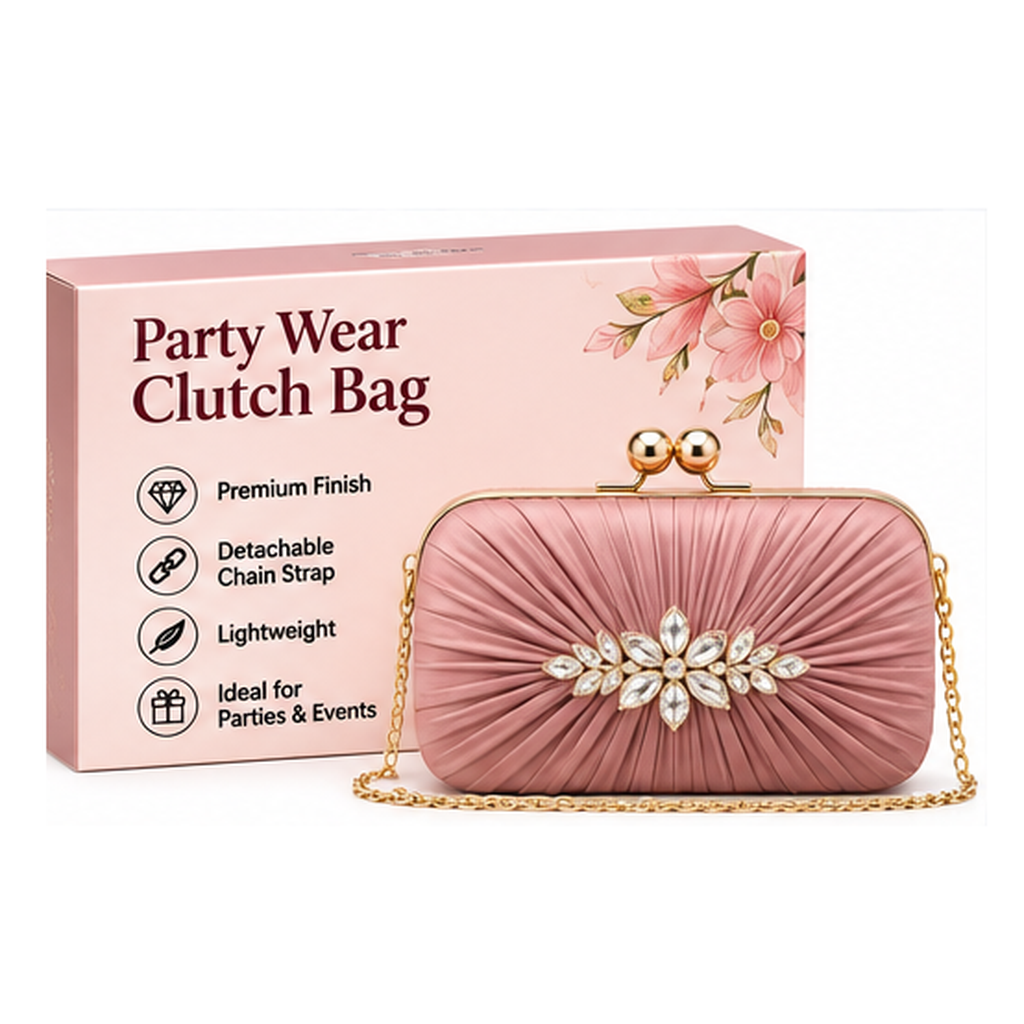 Party Wear
Clutch Bag
Premium Finish
Detachable
Chain Strap
Lightweight
Ideal for
Parties & Events